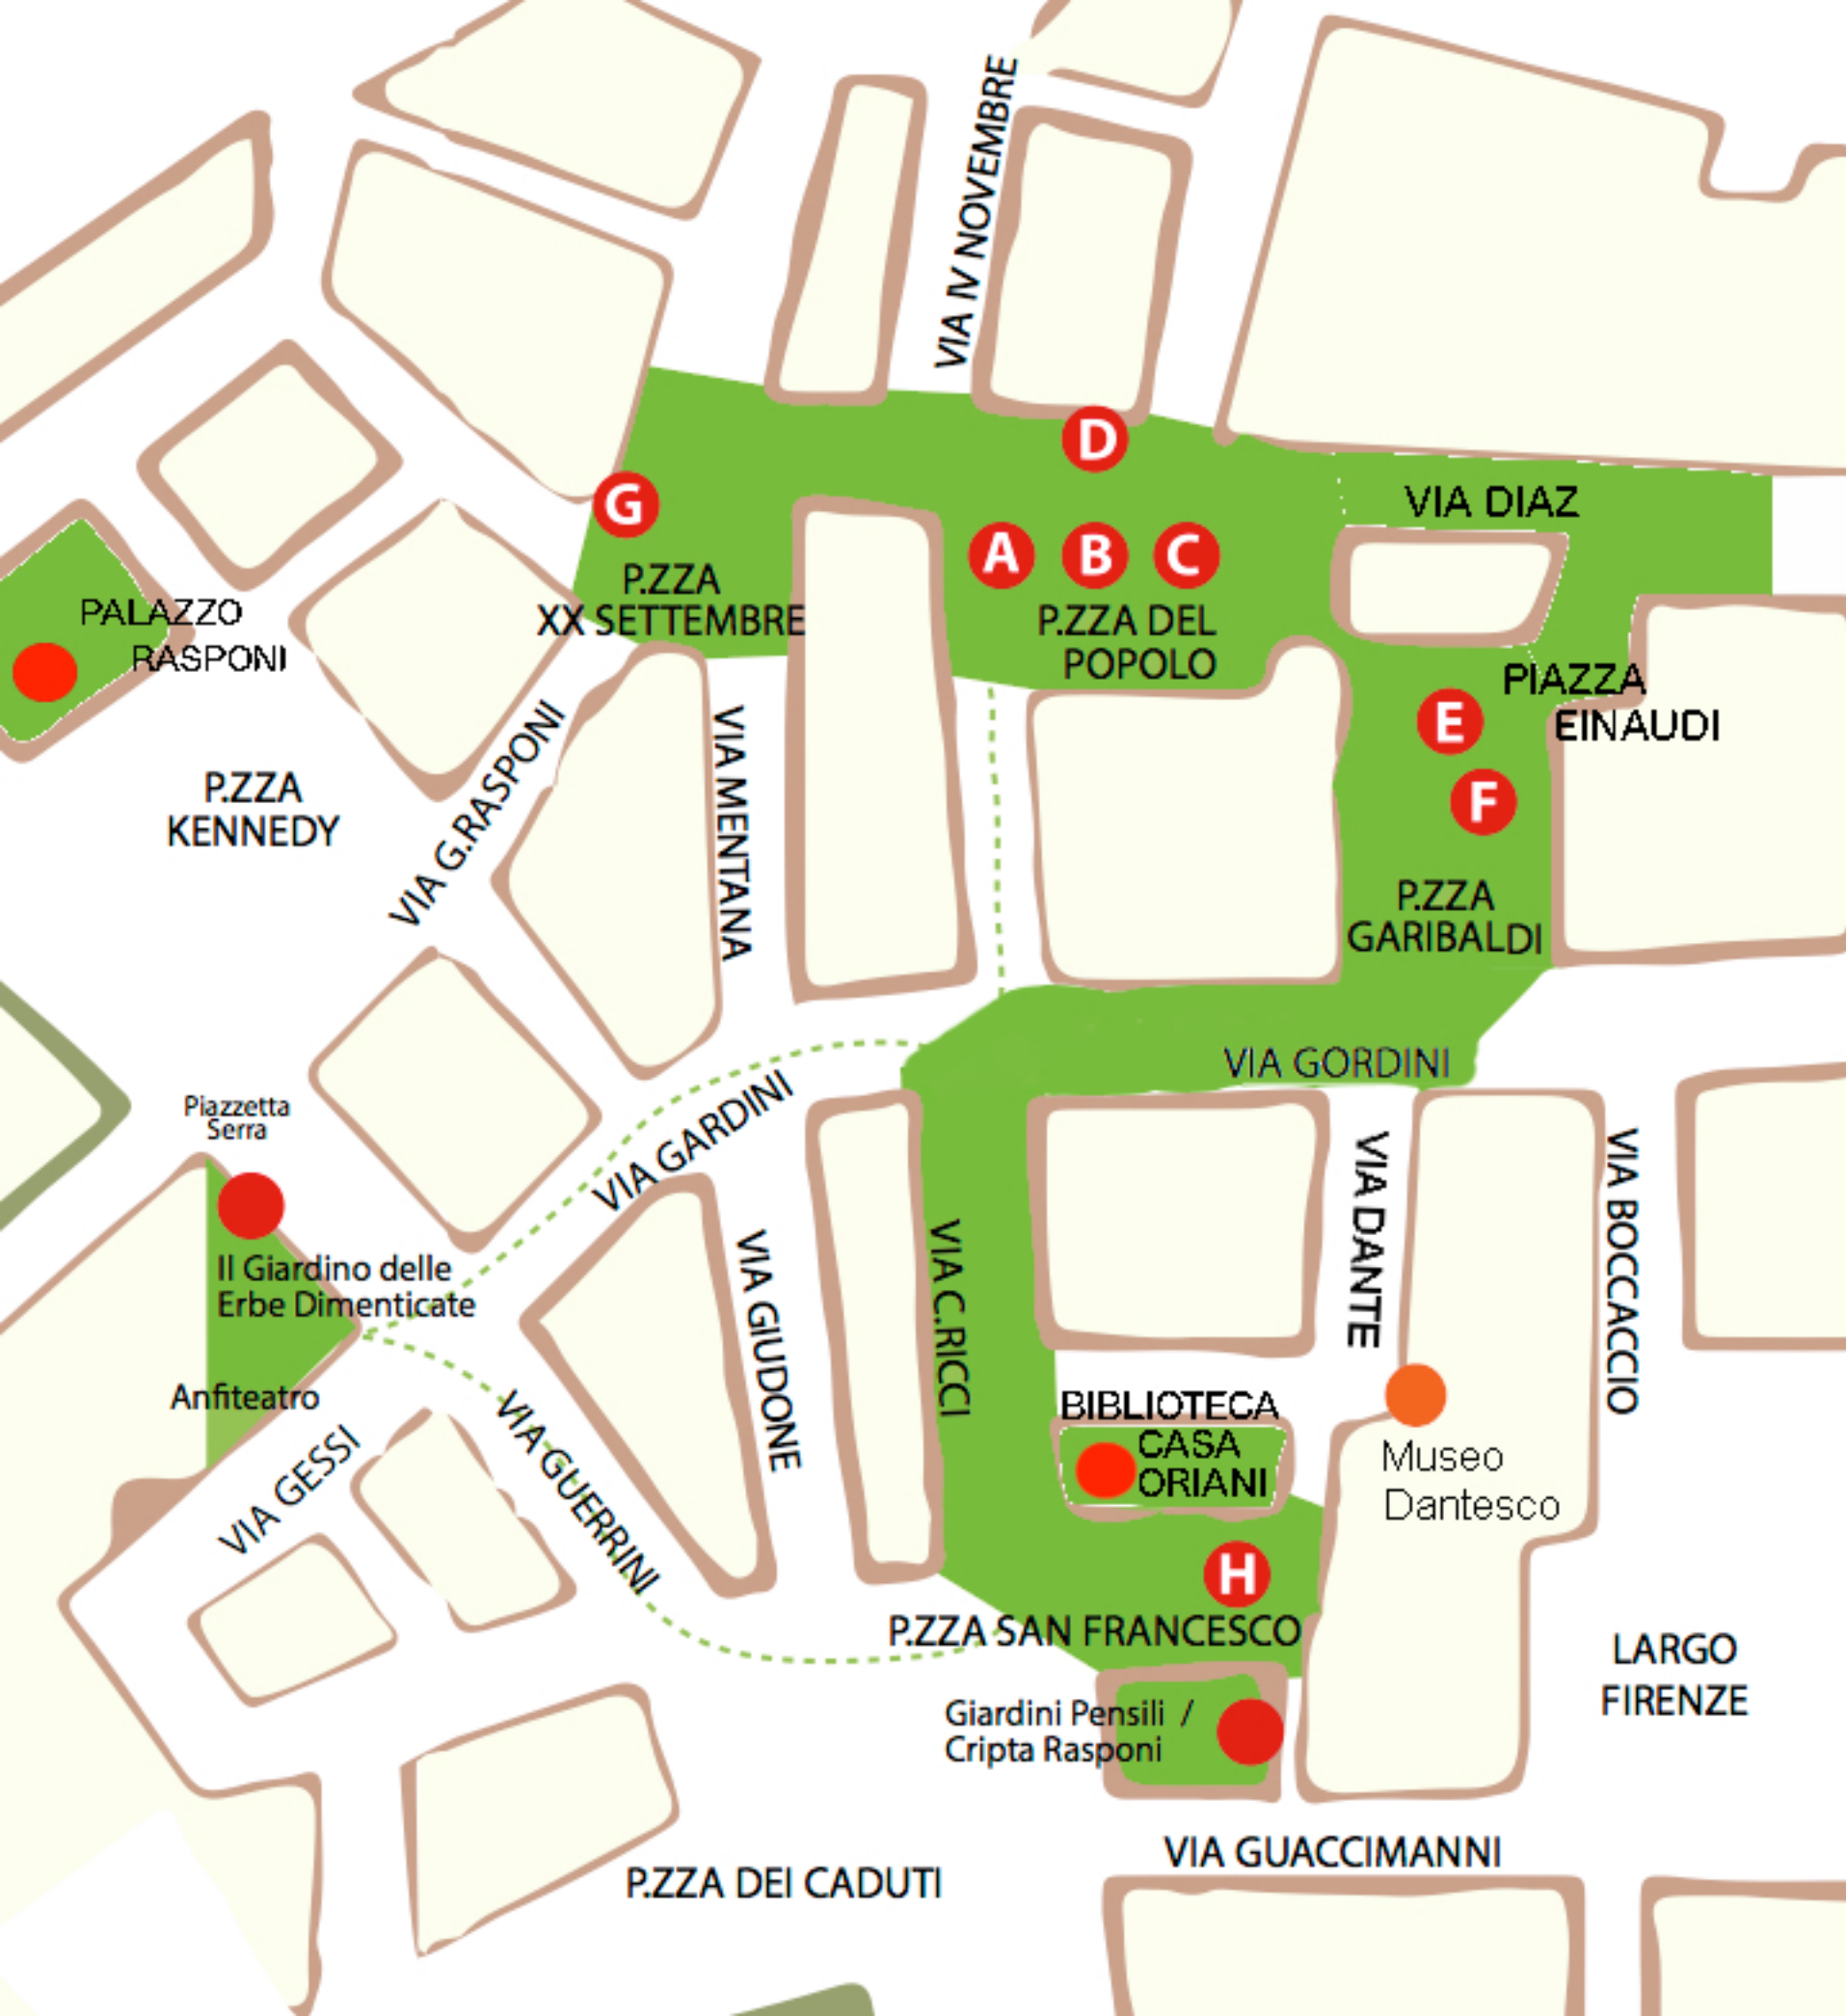 VIA IV NOVEMBRE
D
VIA DIAZ
G
A
B
C
P.ZZA
XX SETTEMBRE
P.ZZA DEL
POPOLO
PALAZZO
RASPONI
PIAZZA
EINAUDI
E
F
P.ZZA
KENNEDY
VIA G.RASPONI
VIA MENTANA
P.ZZA
GARIBALDI
VIA GORDINI
Piazzetta
Serra
VIA GARDINI
VIA DANTE
VIA BOCCACCIO
Il Giardino delle
Erbe Dimenticate
VIA GIUDONE
VIA C.RICCI
Anfiteatro
VIA GESSI
VIA GUERRINI
BIBLIOTECA
CASA
ORIANI
Museo
Dantesco
H
P.ZZA SAN FRANCESCO
LARGO
FIRENZE
Giardini Pensili /
Cripta Rasponi
VIA GUACCIMANNI
P.ZZA DEI CADUTI